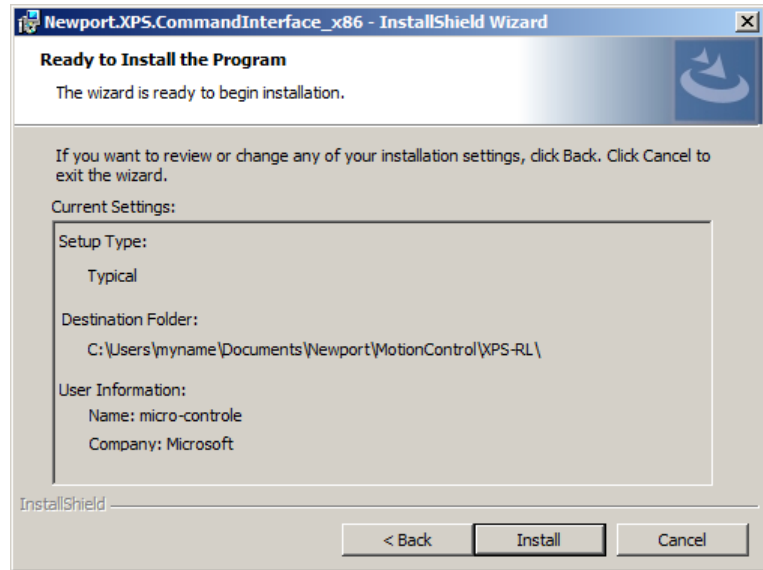 Newport.XPS.CommandInterface_x86 - InstallShield Wizard
Ready to Install the Program
The wizard is ready to begin installation.
If you want to review or change any of your installation settings, click Back. Click Cancel to
exit the wizard.
Current Settings:
Setup Type:
Typical
Destination Folder:
C:\Users\myname\Documents\Newport\MotionControl\XPS-RL\
User Information:
Name: micro-controle
Company: Microsoft
InstallShield
< Back
Install
Cancel